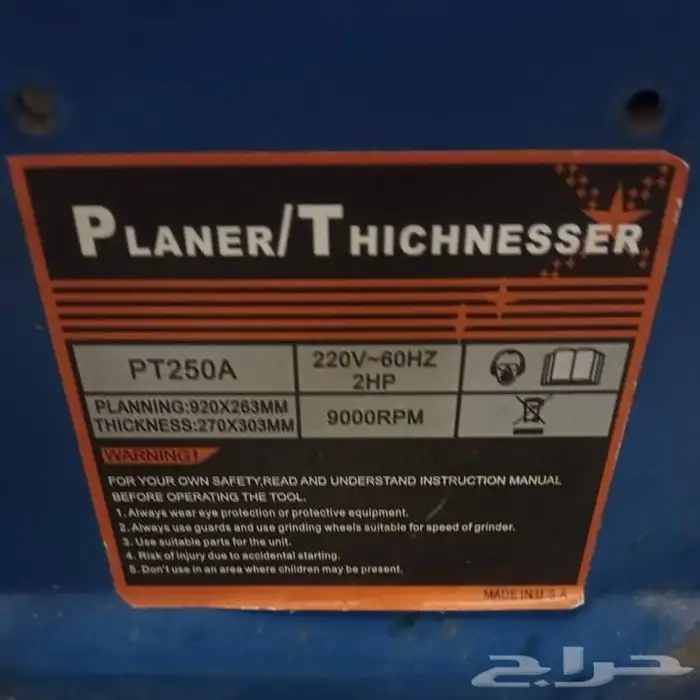 PLANER/THICHNESSER
PT250A
220V~60HZ
2HP
PLANNING:920X263MM
THICKNESS:270X303MM
9000RPM
WARNING!
FOR YOUR OWN SAFETY,READ AND UNDERSTAND INSTRUCTION MANUAL
BEFORE OPERATING THE TOOL.
1. Always wear eye protection or protective equipment.
2. Always use guards and use grinding wheels suitable for speed of grinder.
3. Use suitable parts for the unit.
4. Risk of injury due to accidental starting.
5. Don't use in an area where children may be present.
MADE IN U S A
حراج